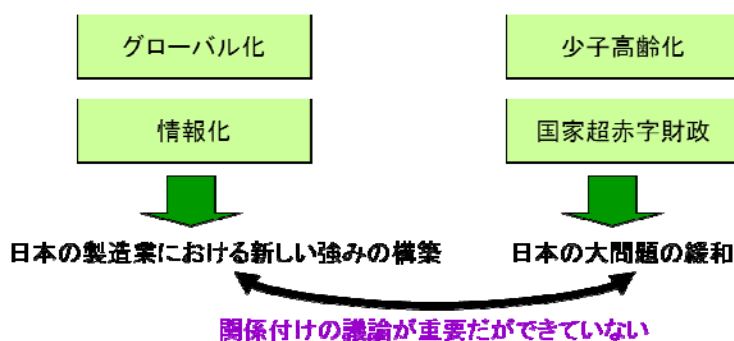 グローバル化
少子高齢化
情報化
国家超赤字財政
日本の製造業における新しい強みの構築
日本の大問題の緩和
関係付けの議論が重要だができていない